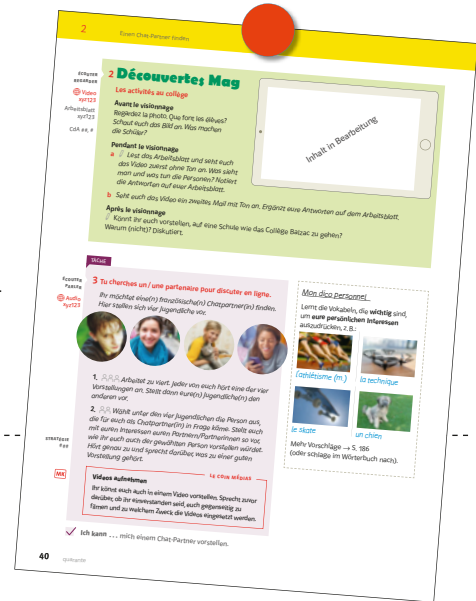 2
Einen Chat-Partner finden
ÉCOUTER
REGARDER
Video
xyz123
Arbeitsblatt
xyz123
CdA ##, #
2 Découvertes Mag
Les activités au collège
Avant le visionnage
Regardez la photo. Que font les élèves?
Schaut euch das Bild an. Was machen
die Schüler?
Pendant le visionnage
a Lest das Arbeitsblatt und seht euch
das Video zuerst ohne Ton an. Was sieht
man und was tun die Personen? Notiert
die Antworten auf euer Arbeitsblatt.
b Seht euch das Video ein zweites Mail mit Ton an. Ergänzt eure Antworten auf dem Arbeitsblatt.
Après le visionnage
Könnt ihr euch vorstellen, auf eine Schule wie das Collège Balzac zu gehen?
Warum (nicht)? Diskutiert.
Inhalt in Bearbeitung
TÂCHE
ÉCOUTER
PARLER
Audio
xyz123
3 Tu cherches un / une partenaire pour discuter en ligne.
Ihr möchtet eine(n) französische(n) Chatpartner(in) finden.
Hier stellen sich vier Jugendliche vor.
1. Arbeitet zu viert. Jeder von euch hört eine der vier
Vorstellungen an. Stellt dann eure(n) Jugendliche(n) den
anderen vor.
2. Wählt unter den vier Jugendlichen die Person aus,
die für euch als Chatpartner(in) in Frage käme. Stellt euch
mit euren Interessen euren Partnern/Partnerinnen so vor,
wie ihr euch auch der gewählten Person vorstellen würdet.
Hört genau zu und sprecht darüber, was zu einer guten
Vorstellung gehört.
STRATÉGIE
P##
MK
LE COIN MÉDIAS
Videos aufnehmen
Ihr könnt euch auch in einem Video vorstellen. Sprecht zuvor
darüber, ob ihr einverstanden seid, euch gegenseitig zu
filmen und zu welchem Zweck die Videos eingesetzt werden.
Ich kann ... mich einem Chat-Partner vorstellen.
Mon dico personnel
Lernt die Vokabeln, die wichtig sind,
um eure persönlichen Interessen
auszudrücken, z. B.:
l'athlétisme (m.)
la technique
le skate
un chien
Mehr Vorschläge → S. 186
(oder schlage im Wörterbuch nach).
40
quarante